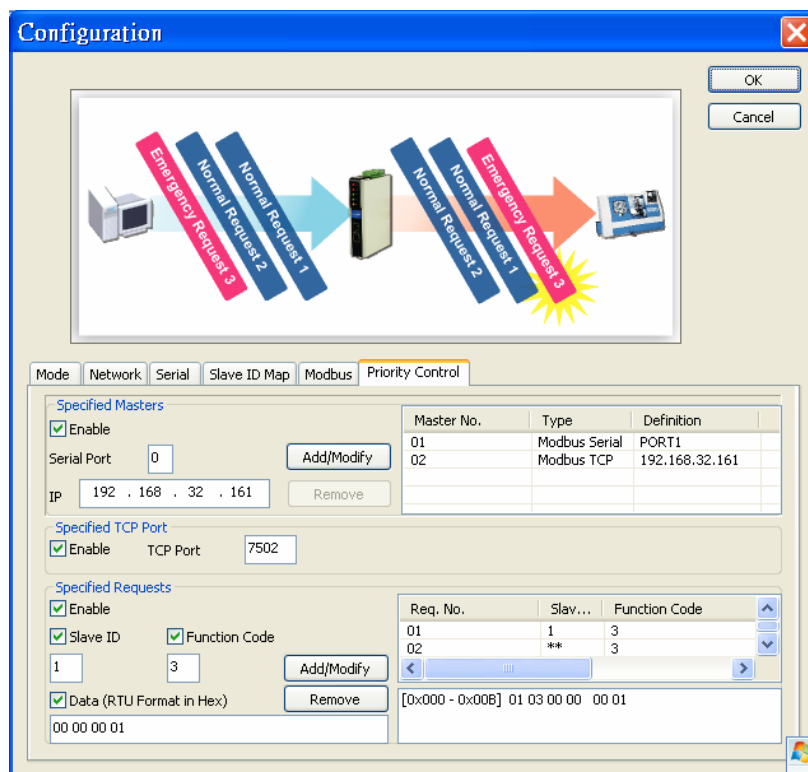 Configuration
OK
Cancel
Emergency Request 3
Normal Request 2
Normal Request 1
Normal Request 2
Normal Request 1
Emergency Request 3
Mode Network Serial Slave ID Map Modbus Priority Control
Specified Masters
Enable
Serial Port 0 Add/Modify
IP 192 . 168 . 32 . 161 Remove
Master No. Type Definition
01 Modbus Serial PORT1
02 Modbus TCP 192.168.32.161
Specified TCP Port
Enable TCP Port 7502
Specified Requests
Enable
Slave ID Function Code
1 3 Add/Modify
Data (RTU Format in Hex) Remove
00 00 00 01
Req. No. Slav... Function Code
01 1 3
02 ** 3
[0x000 - 0x00B] 01 03 00 00 00 01